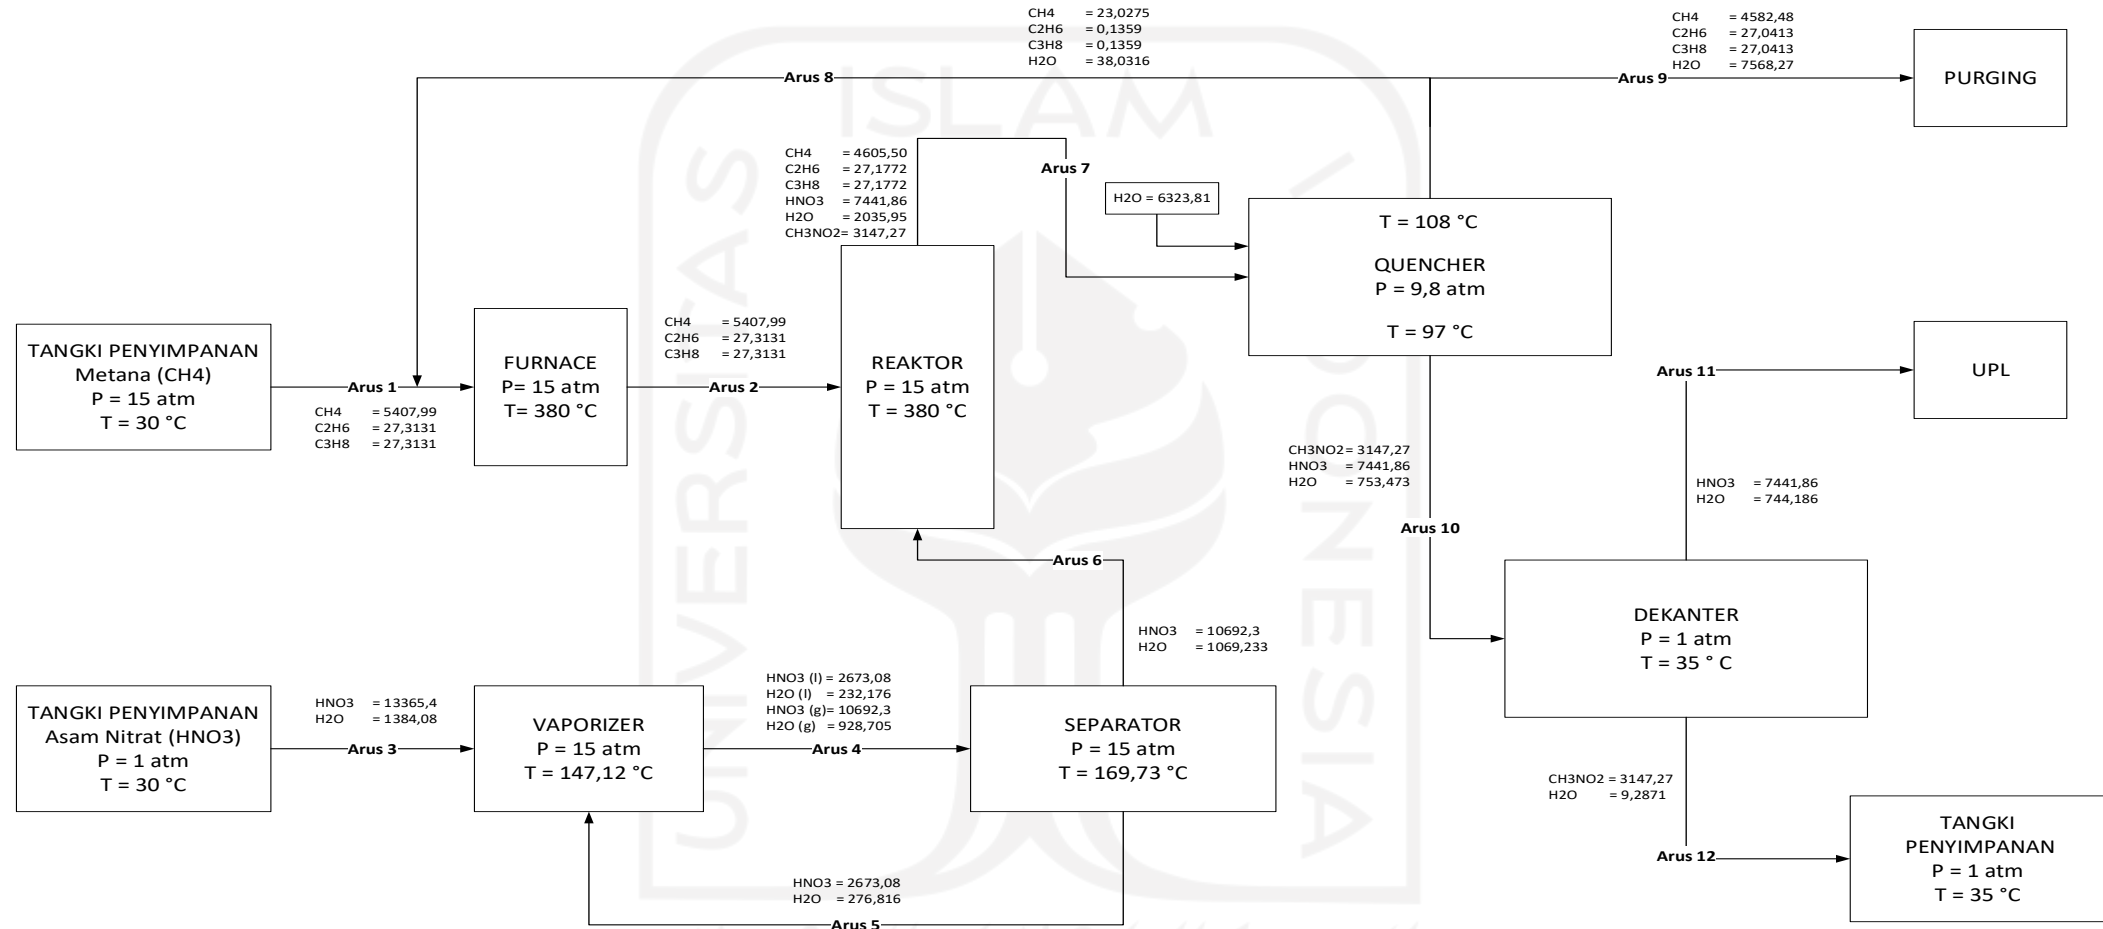 CH4 = 23,0275
C2H6 = 0,1359
C3H8 = 0,1359
H2O = 38,0316
Arus 8
CH4 = 4582,48
C2H6 = 27,0413
C3H8 = 27,0413
H2O = 7568,27
Arus 9
PURGING
CH4 = 4605,50
C2H6 = 27,1772
C3H8 = 27,1772
HNO3 = 7441,86
H2O = 2035,95
CH3NO2= 3147,27
Arus 7
H2O = 6323,81
T = 108 °C
QUENCHER
P = 9,8 atm
T = 97 °C
TANGKI PENYIMPANAN
Metana (CH4)
P = 15 atm
T = 30 °C
Arus 1
CH4 = 5407,99
C2H6 = 27,3131
C3H8 = 27,3131
FURNACE
P= 15 atm
T= 380 °C
CH4 = 5407,99
C2H6 = 27,3131
C3H8 = 27,3131
Arus 2
REAKTOR
P = 15 atm
T = 380 °C
Arus 11
UPL
CH3NO2= 3147,27
HNO3 = 7441,86
H2O = 753,473
Arus 10
HNO3 = 7441,86
H2O = 744,186
Arus 6
HNO3 = 10692,3
H2O = 1069,233
DEKANTER
P = 1 atm
T = 35 ° C
TANGKI PENYIMPANAN
Asam Nitrat (HNO3)
P = 1 atm
T = 30 °C
HNO3 = 13365,4
H2O = 1384,08
Arus 3
VAPORIZER
P = 15 atm
T = 147,12 °C
HNO3 (l) = 2673,08
H2O (l) = 232,176
HNO3 (g)= 10692,3
H2O (g) = 928,705
Arus 4
SEPARATOR
P = 15 atm
T = 169,73 °C
CH3NO2 = 3147,27
H2O = 9,2871
Arus 12
TANGKI
PENYIMPANAN
P = 1 atm
T = 35 °C
HNO3 = 2673,08
H2O = 276,816
Arus 5
UNIVERSITAS
ISLAM
INDONESIA